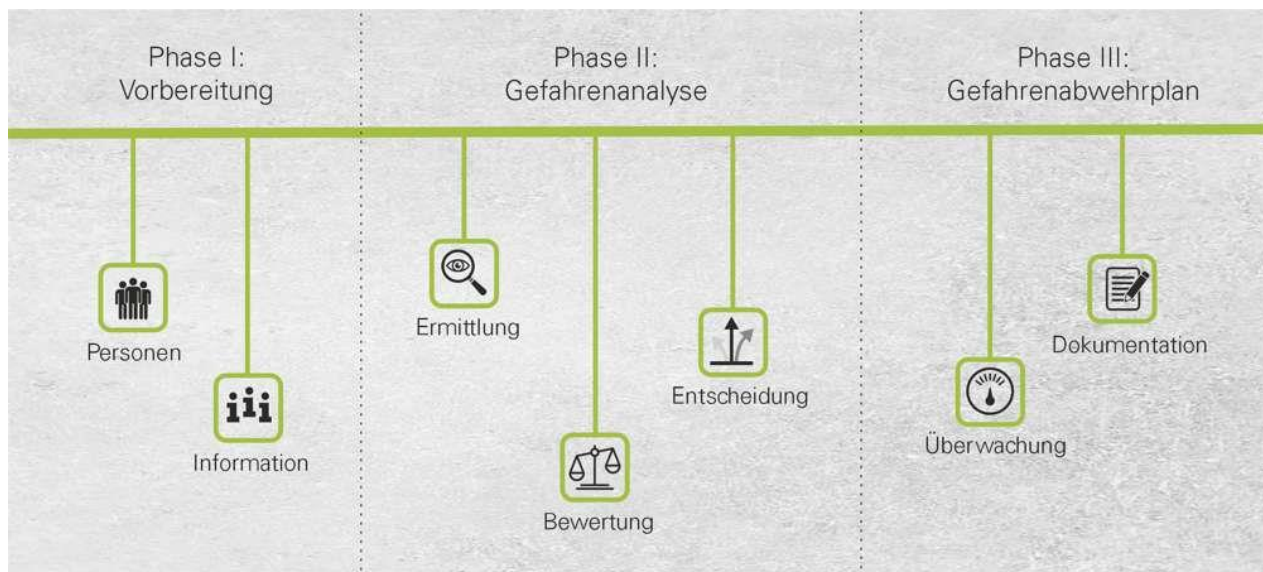 Phase I:
Vorbereitung
Phase II:
Gefahrenanalyse
Phase III:
Gefahrenabwehrplan
Personen
Information
Ermittlung
Bewertung
Entscheidung
Überwachung
Dokumentation